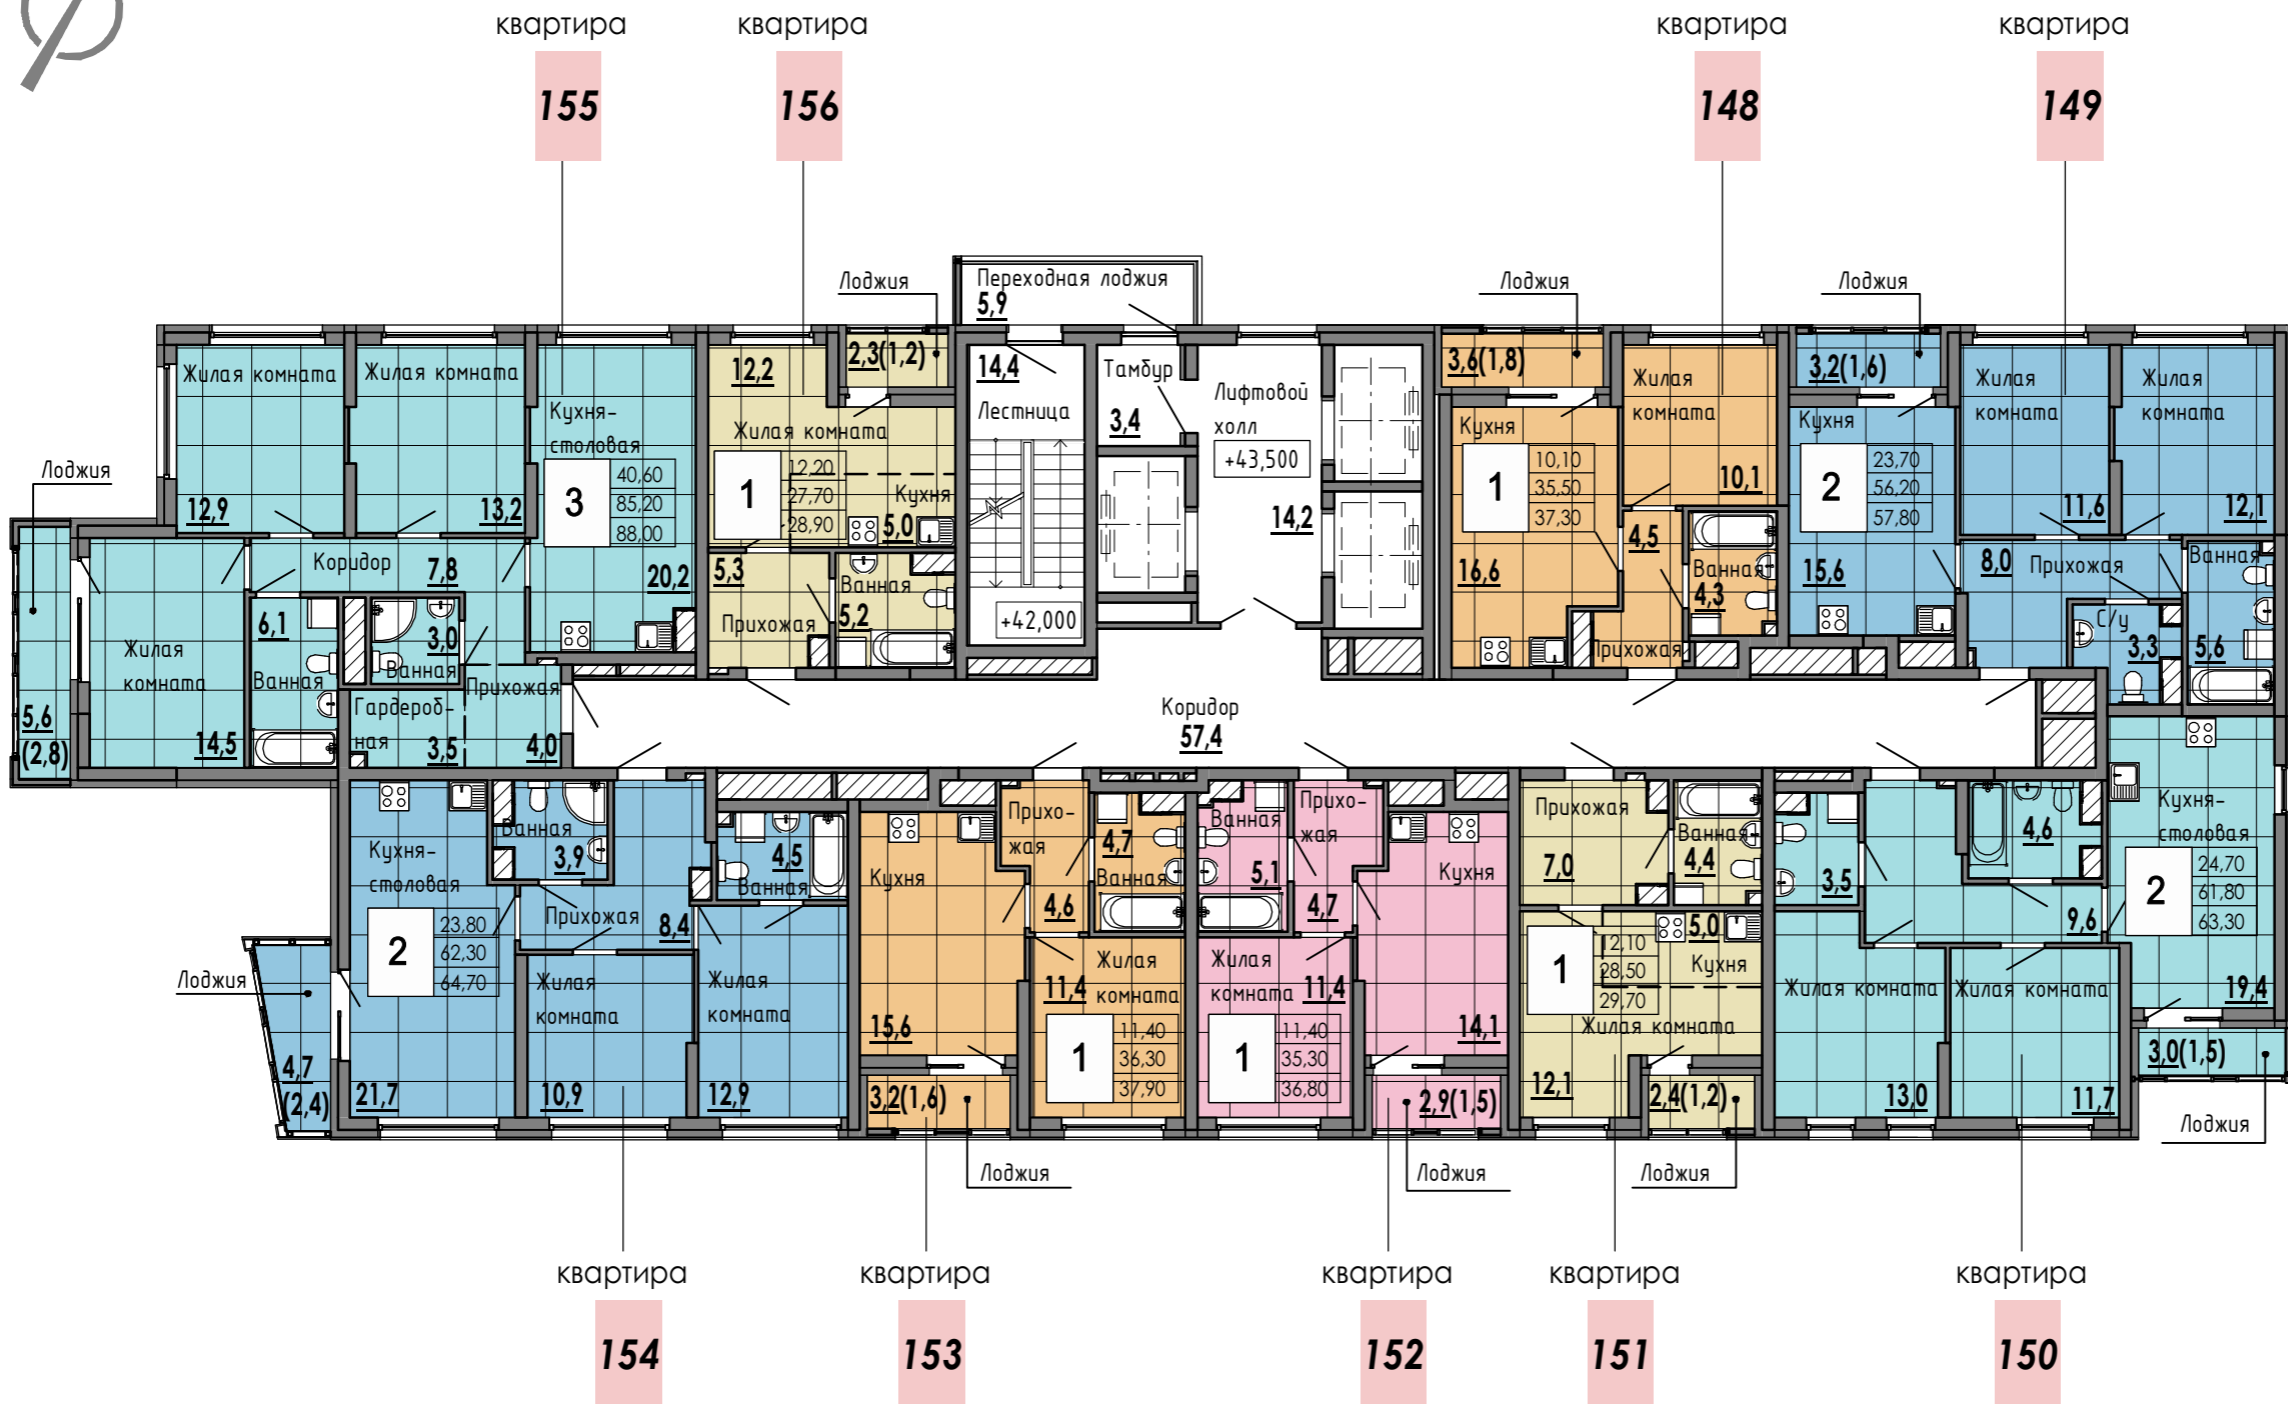 квартира
квартира
квартира
квартира
155
156
148
149
Лоджия
Переходная лоджия
5,9
Лоджия
Лоджия
Жилая комната
12,9
Жилая комната
13,2
Кухня-
столовая
3
40,60
85,20
88,00
20,2
12,2
2,3(1,2)
Жилая комната
1
12,20
27,70
28,90
Кухня
5,0
5,3
Прихожая
Ванная
5,2
14,4
Лестница
+42,000
Тамбур
3,4
Лифтовой
холл
+43,500
14,2
3,6(1,8)
Кухня
1
10,10
35,50
37,30
16,6
Жилая
комната
10,1
4,5
Прихожая
Ванная
4,3
3,2(1,6)
Кухня
2
23,70
56,20
57,80
15,6
Жилая
комната
11,6
Жилая
комната
12,1
8,0
Прихожая
С/у
3,3
Ванная
5,6
Лоджия
5,6
(2,8)
Жилая
комната
14,5
Коридор
7,8
6,1
Ванная
3,0
Ванная
Гардероб-
ная
3,5
Прихожая
4,0
Коридор
57,4
Кухня-
столовая
2
23,80
62,30
64,70
21,7
Лоджия
4,7
(2,4)
Ванная
3,9
Прихожая
8,4
4,5
Ванная
Жилая
комната
10,9
Жилая
комната
12,9
Кухня
15,6
3,2(1,6)
Прихо-
жая
4,6
4,7
Ванная
Жилая
комната
11,4
1
11,40
36,30
37,90
Ванная
5,1
Прихо-
жая
4,7
Кухня
14,1
Жилая
комната
11,4
1
11,40
35,30
36,80
2,9(1,5)
Прихожая
7,0
Ванная
4,4
1
12,10
28,50
29,70
5,0
Кухня
Жилая комната
12,1
2,4(1,2)
3,5
4,6
9,6
Жилая комната
13,0
Жилая комната
11,7
Кухня-
столовая
2
24,70
61,80
63,30
19,4
3,0(1,5)
Лоджия
Лоджия
Лоджия
Лоджия
квартира
квартира
квартира
квартира
квартира
154
153
152
151
150